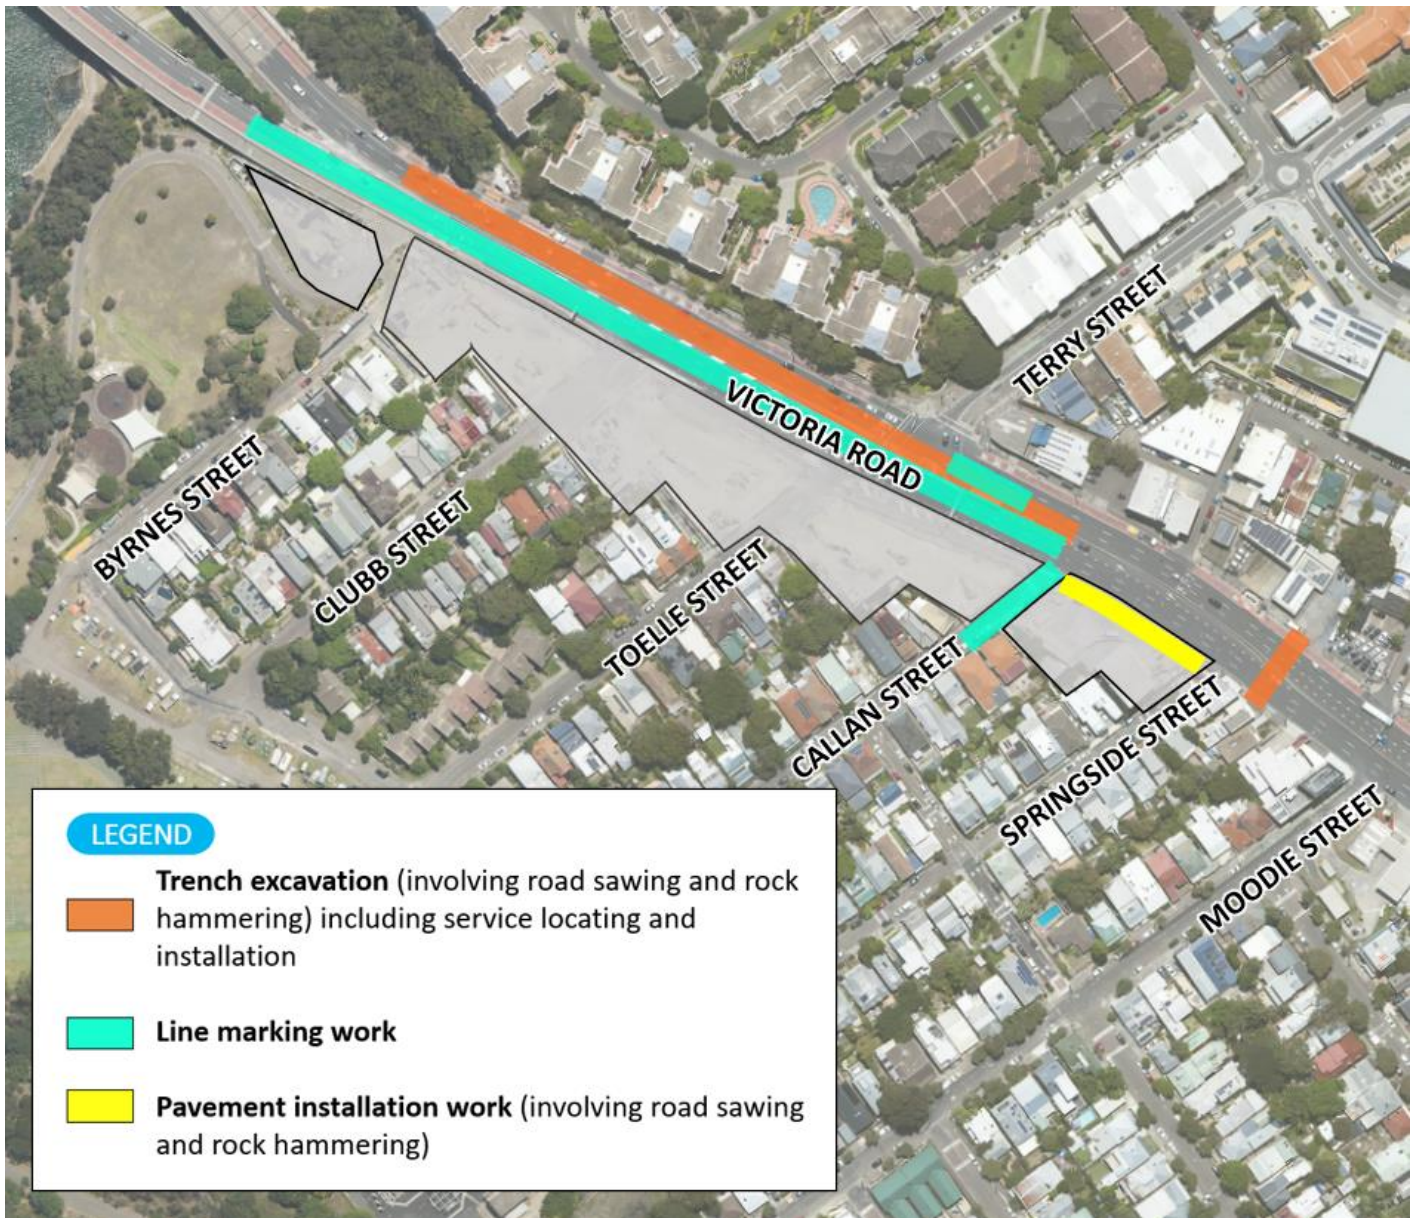 TERRY STREET
VICTORIA ROAD
BYRNES STREET
CLUBB STREET
TOELLE STREET
CALLAN STREET
SPRINGSIDE STREET
MOODIE STREET
LEGEND
Trench excavation (involving road sawing and rock
hammering) including service locating and
installation
Line marking work
Pavement installation work (involving road sawing
and rock hammering)